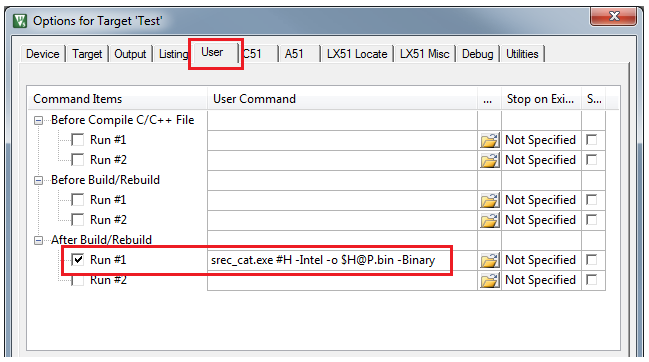 Options for Target 'Test'
Device Target Output Listing User C51 A51 LX51 Locate LX51 Misc Debug Utilities
Command Items User Command ... Stop on Exi... S...
Before Compile C/C++ File
Run #1 Not Specified
Run #2 Not Specified
Before Build/Rebuild
Run #1 Not Specified
Run #2 Not Specified
After Build/Rebuild
Run #1 srec_cat.exe #H -Intel -o $H@P.bin -Binary Not Specified
Run #2 Not Specified